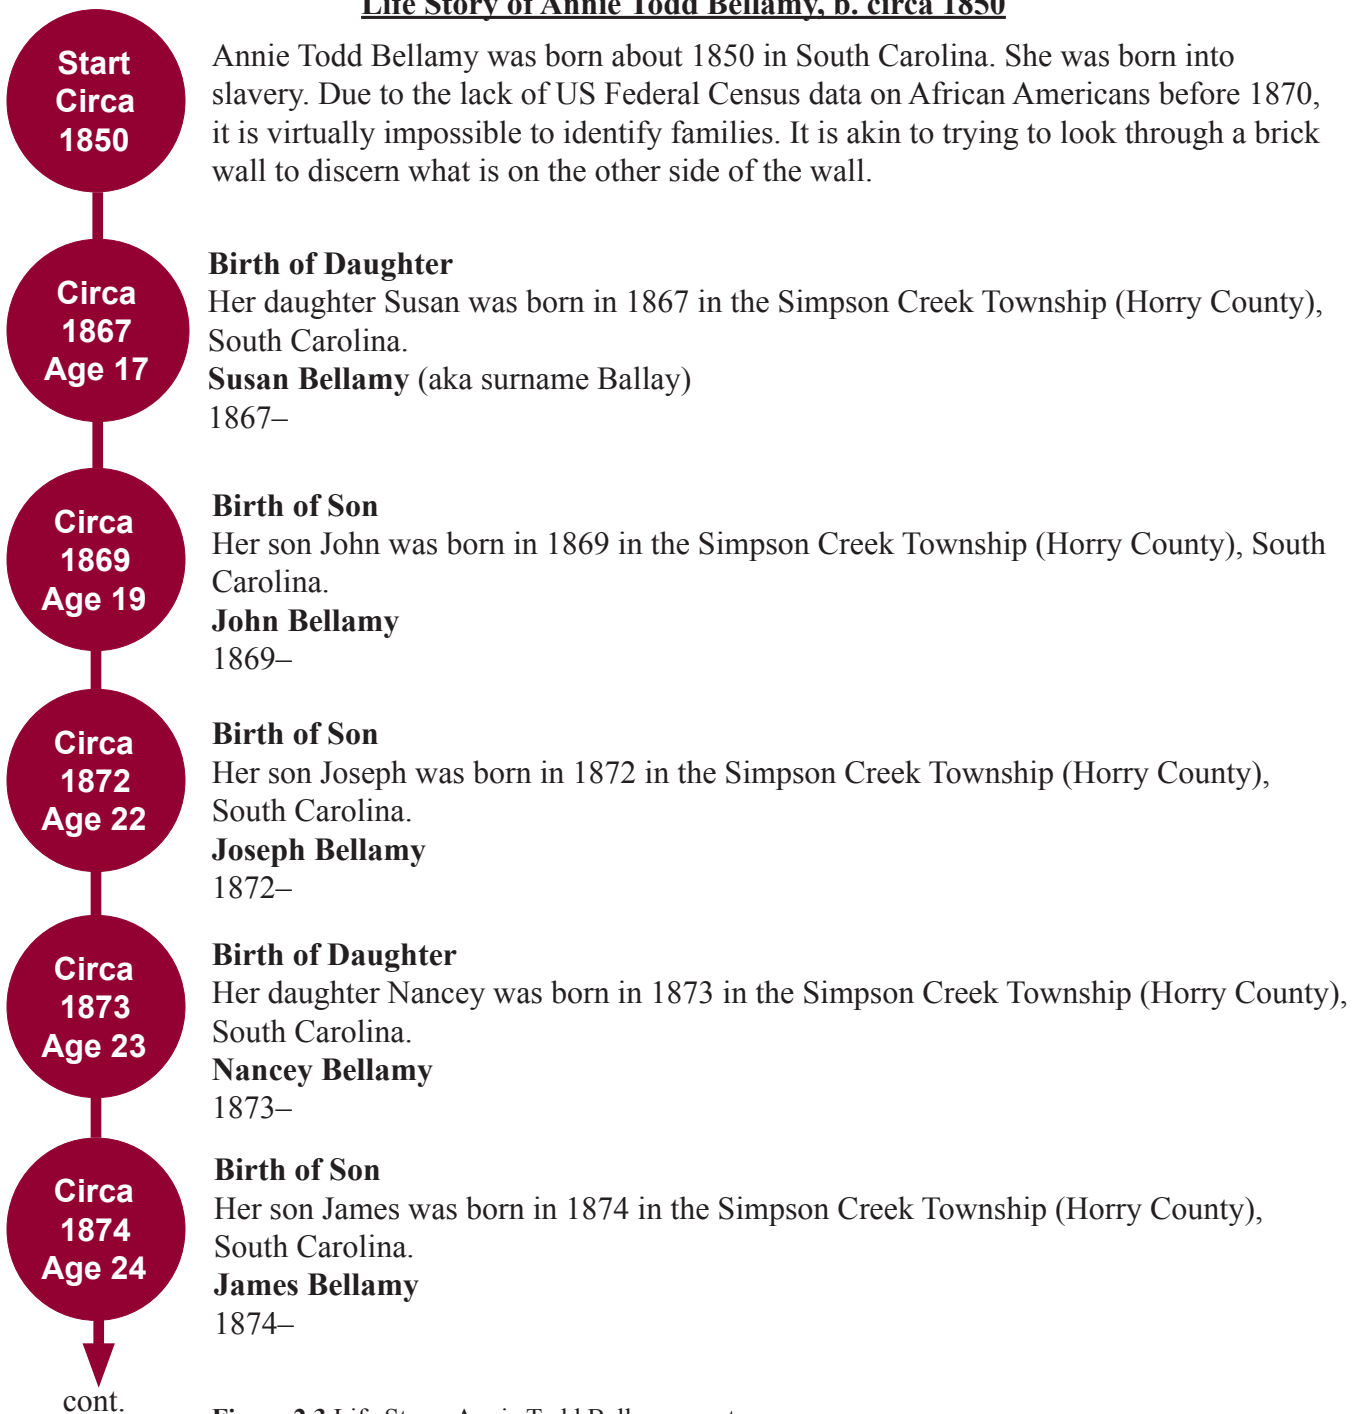 Life Story of Annie Todd Bellamy, b. circa 1850
Start
Circa
1850
Annie Todd Bellamy was born about 1850 in South Carolina. She was born into
slavery. Due to the lack of US Federal Census data on African Americans before 1870,
it is virtually impossible to identify families. It is akin to trying to look through a brick
wall to discern what is on the other side of the wall.
Circa
1867
Age 17
Birth of Daughter
Her daughter Susan was born in 1867 in the Simpson Creek Township (Horry County),
South Carolina.
Susan Bellamy (aka surname Ballay)
1867–
Circa
1869
Age 19
Birth of Son
Her son John was born in 1869 in the Simpson Creek Township (Horry County), South
Carolina.
John Bellamy
1869–
Circa
1872
Age 22
Birth of Son
Her son Joseph was born in 1872 in the Simpson Creek Township (Horry County),
South Carolina.
Joseph Bellamy
1872–
Circa
1873
Age 23
Birth of Daughter
Her daughter Nancey was born in 1873 in the Simpson Creek Township (Horry County),
South Carolina.
Nancey Bellamy
1873–
Circa
1874
Age 24
Birth of Son
Her son James was born in 1874 in the Simpson Creek Township (Horry County),
South Carolina.
James Bellamy
1874–
cont.
Figure 2.3 Life Story, Annie Todd Bellamy